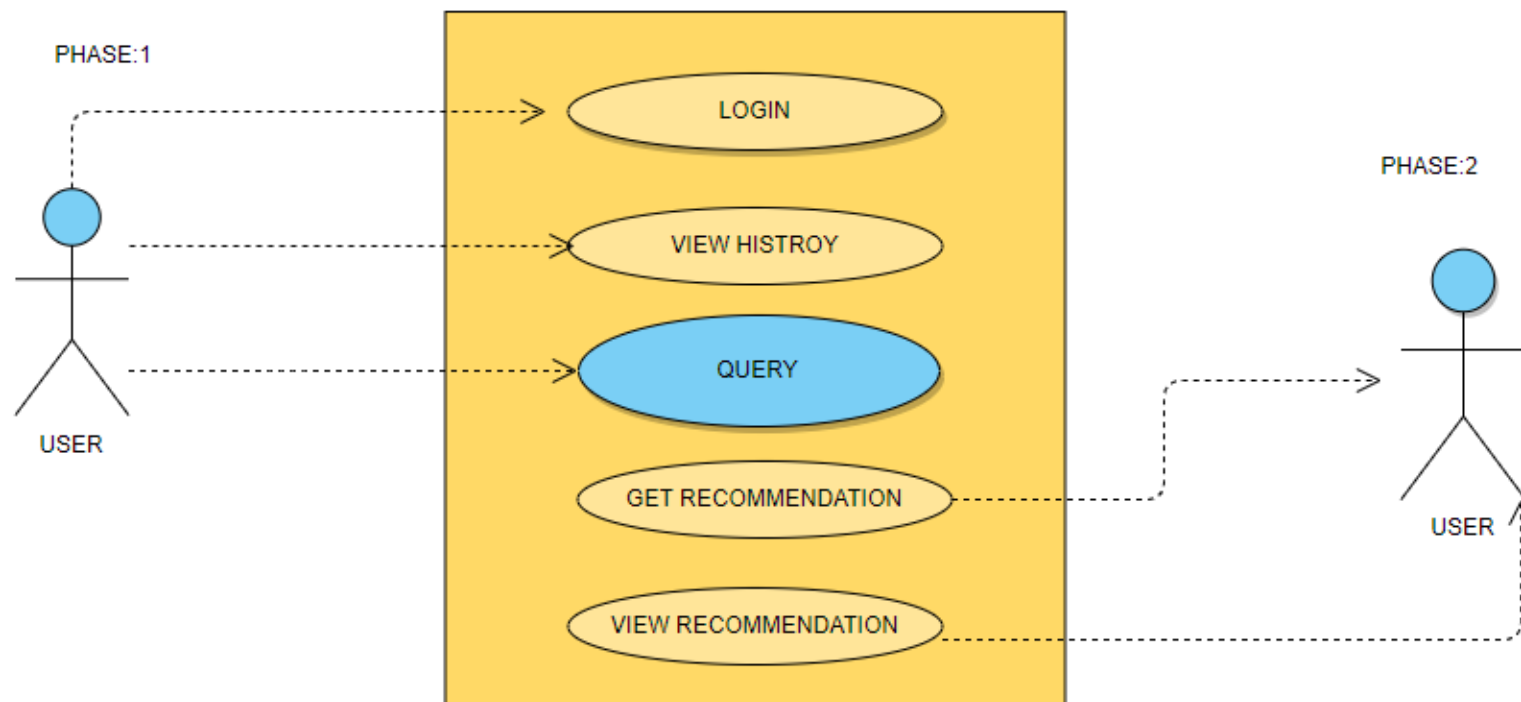 PHASE:1
LOGIN
PHASE:2
VIEW HISTROY
QUERY
USER
GET RECOMMENDATION
USER
VIEW RECOMMENDATION